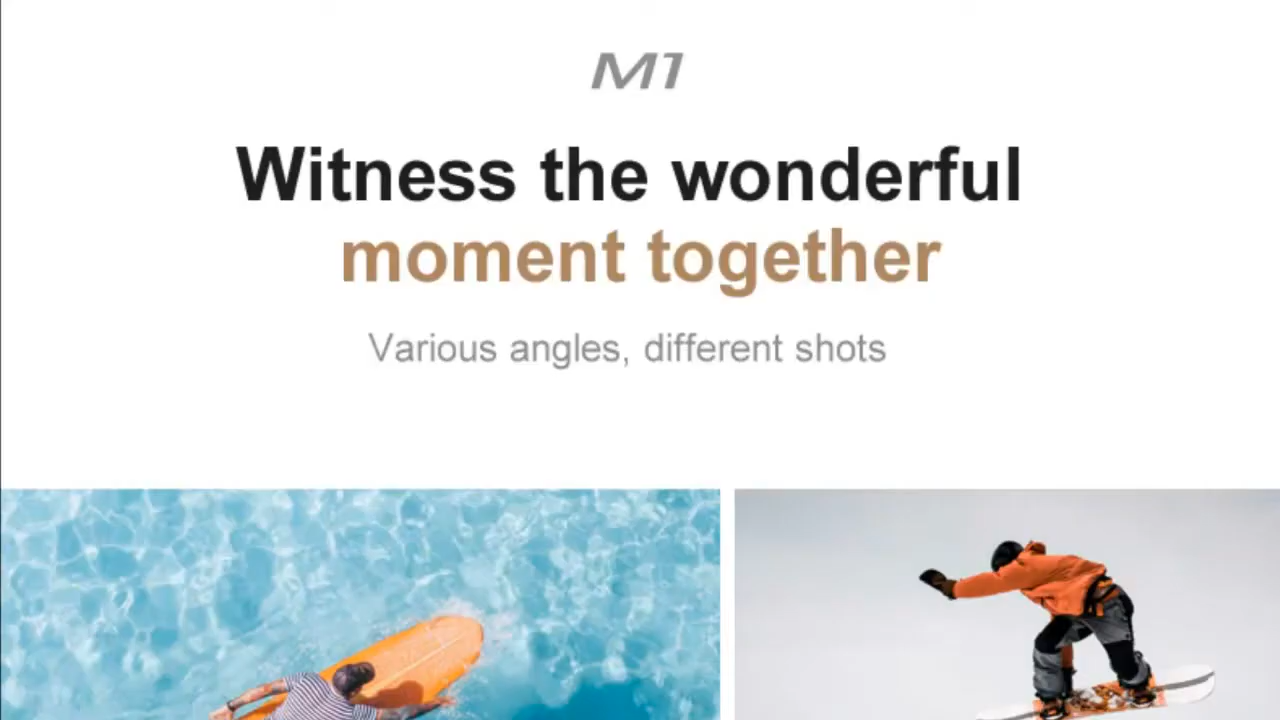 M1
Witness the wonderful
moment together
Various angles, different shots